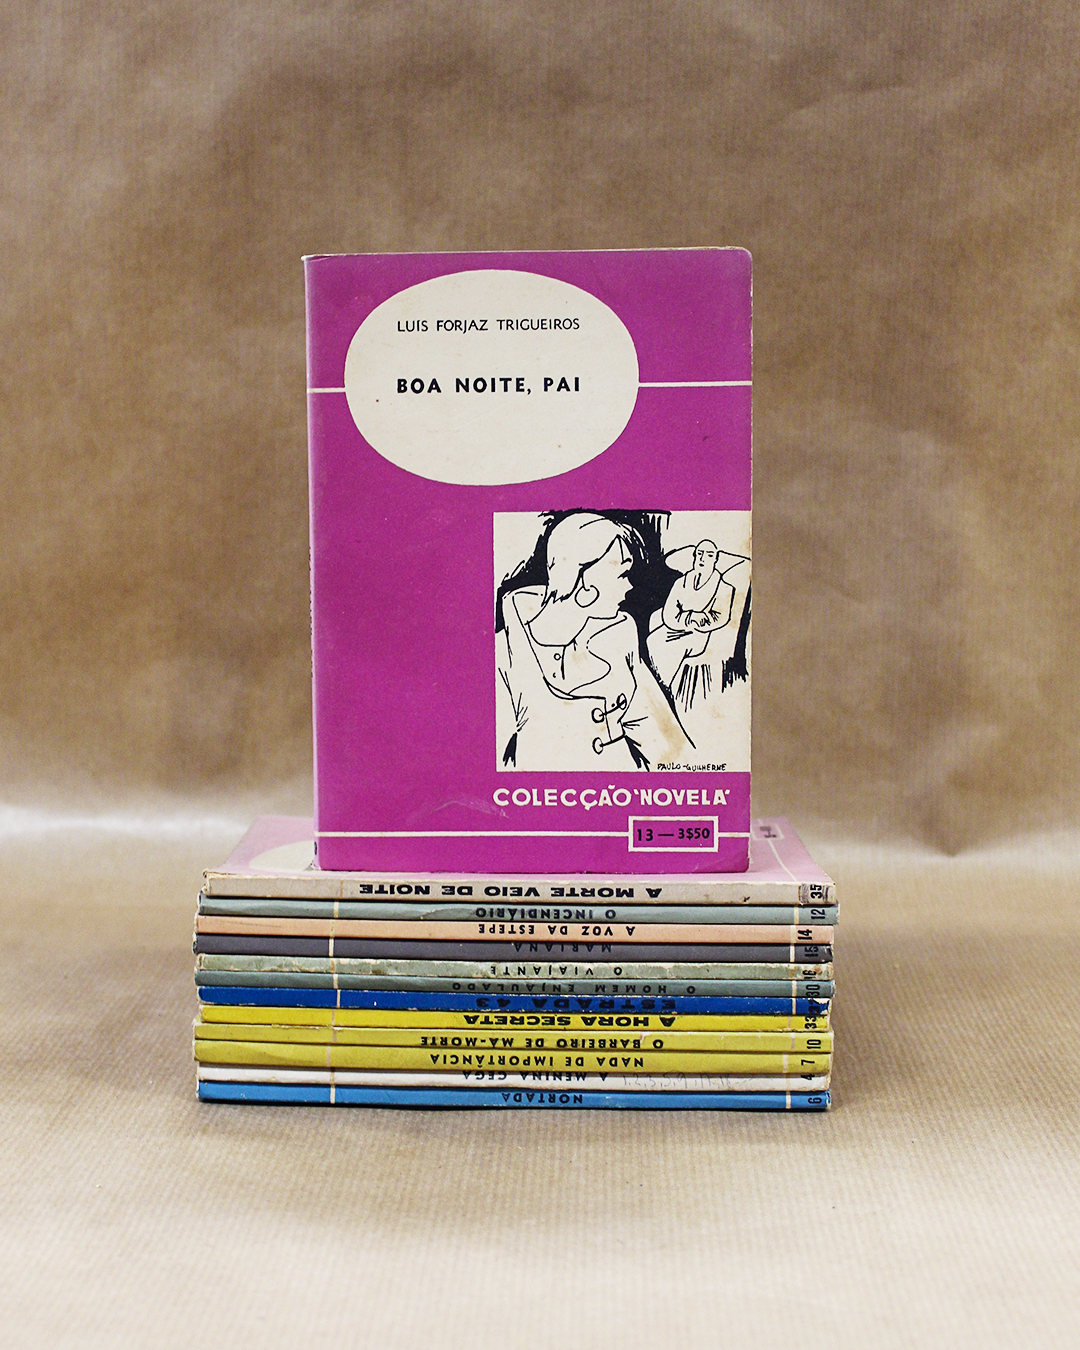 LUÍS FORJAZ TRIGUEIROS
BOA NOITE, PAI
PAULO-GUILHERME
COLECÇÃO "NOVELA"
13 — 3$50
A MORTE VEIO DE NOITE 35
O INCENDIÁRIO 12
A VOZ DA ESTEPE 14
MARIANA 15
O VIAJANTE 16
O HOMEM ENJAULADO 30
ESTRADA 43
A HORA SECRETA 33
O BARBEIRO DE MÁ-MORTE 10
NADA DE IMPORTÂNCIA 7
A MENINA CEGA 4
NORTADA 6